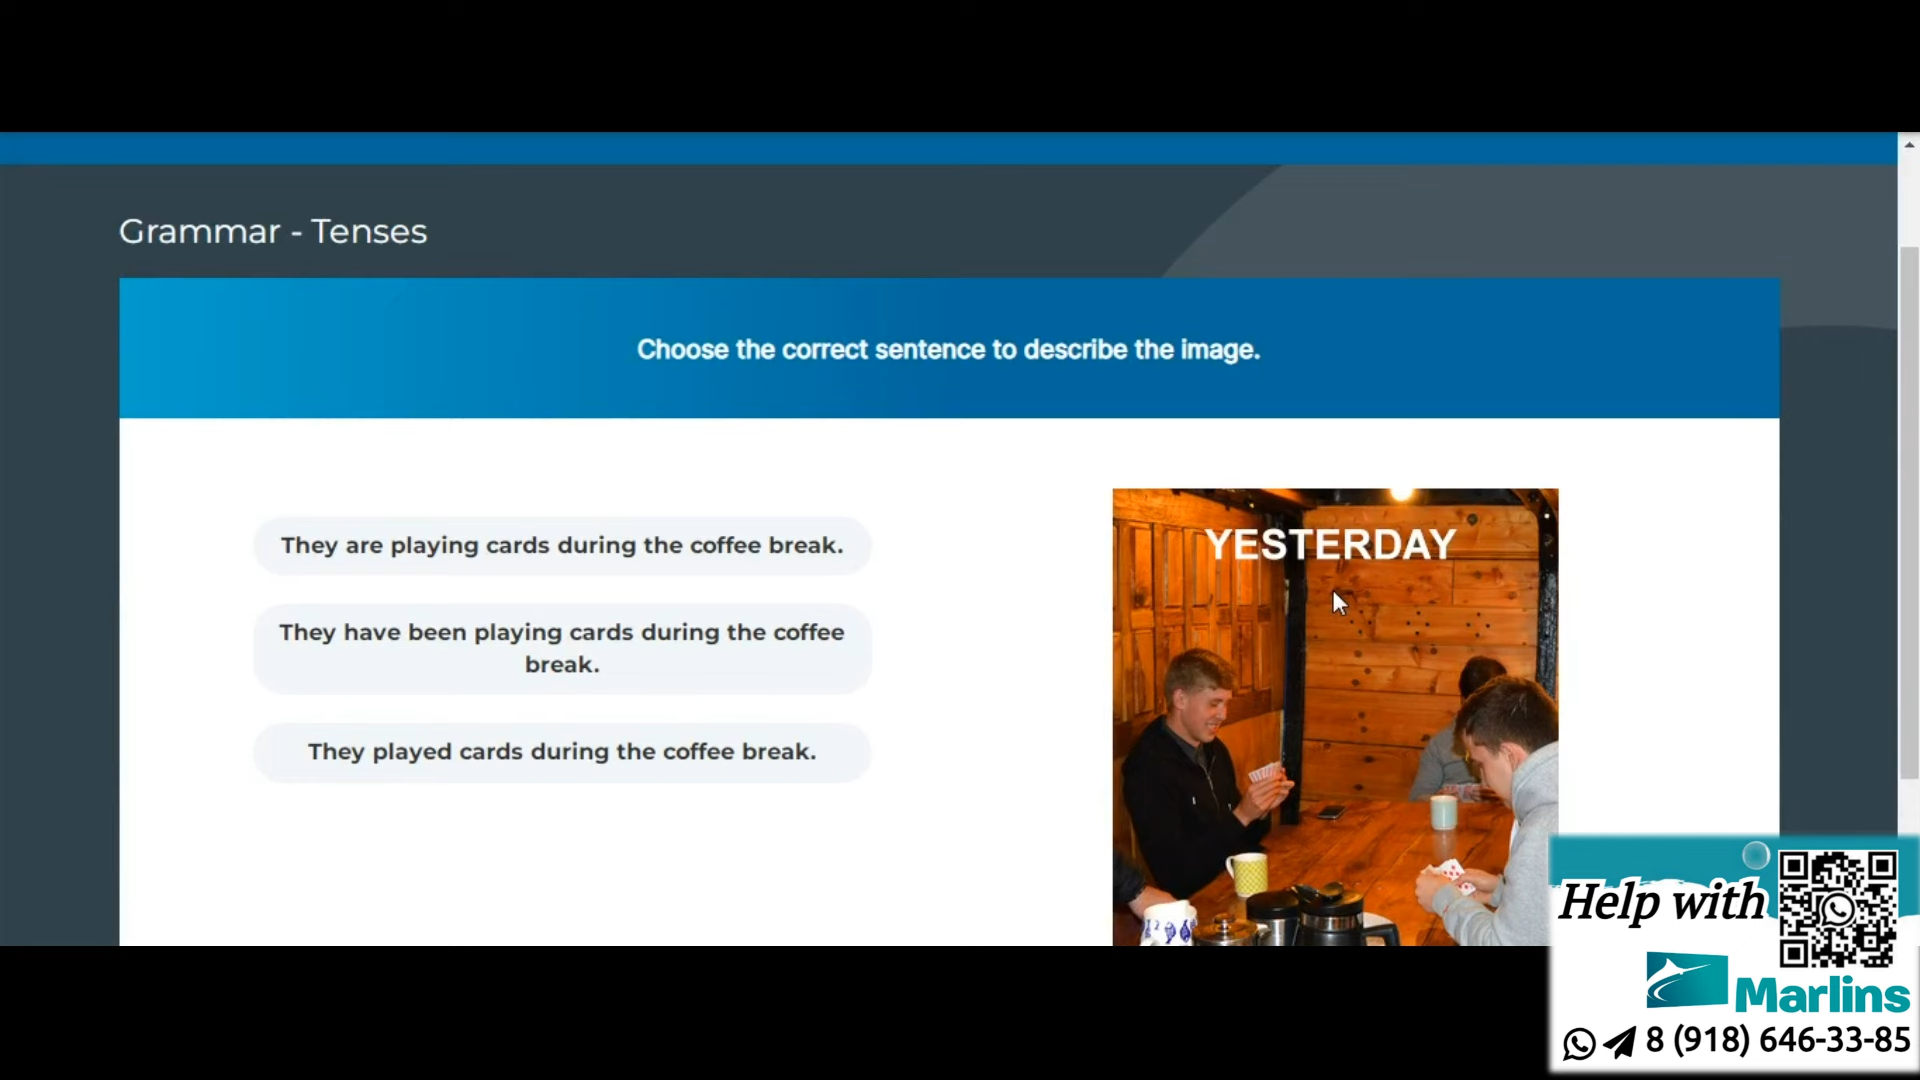 Grammar - Tenses
Choose the correct sentence to describe the image.
They are playing cards during the coffee break.
They have been playing cards during the coffee
break.
They played cards during the coffee break.
YESTERDAY
Help with
Marlins
8 (918) 646-33-85